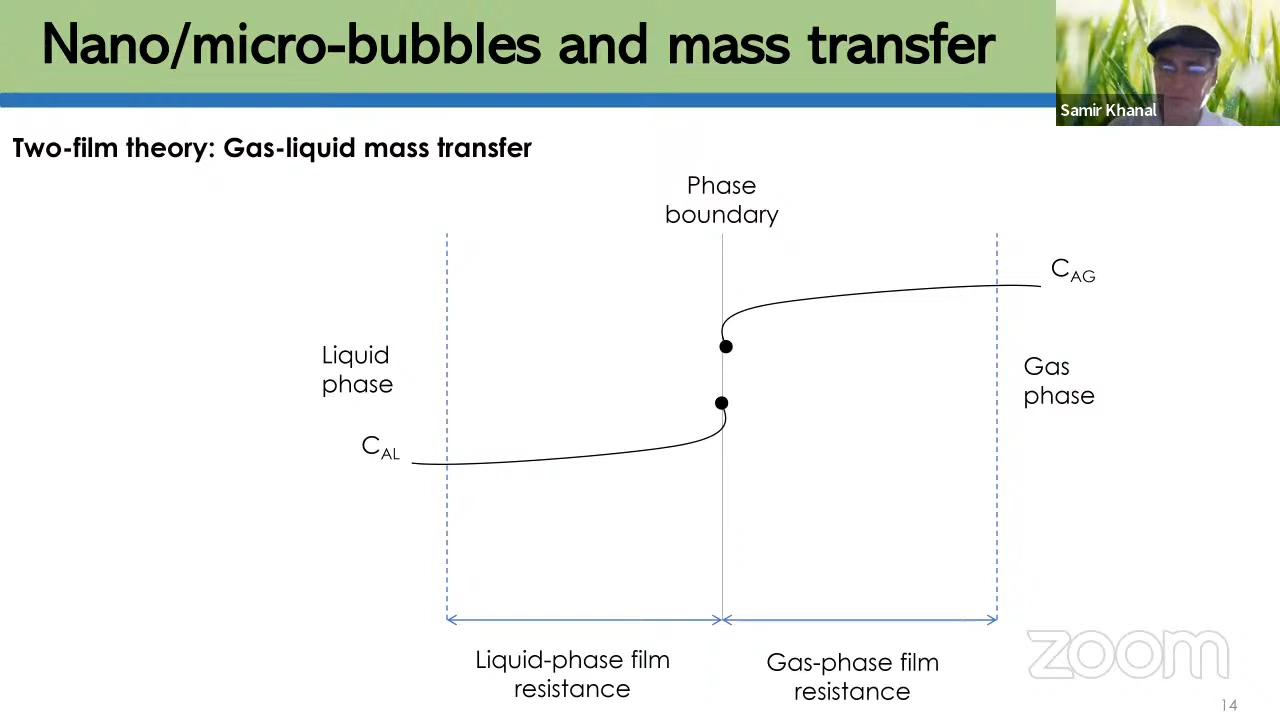 Nano/micro-bubbles and mass transfer
Samir Khanal
Two-film theory: Gas-liquid mass transfer
Phase
boundary
C_AG
Liquid
phase
Gas
phase
C_AL
Liquid-phase film
resistance
Gas-phase film
resistance
zoom
14